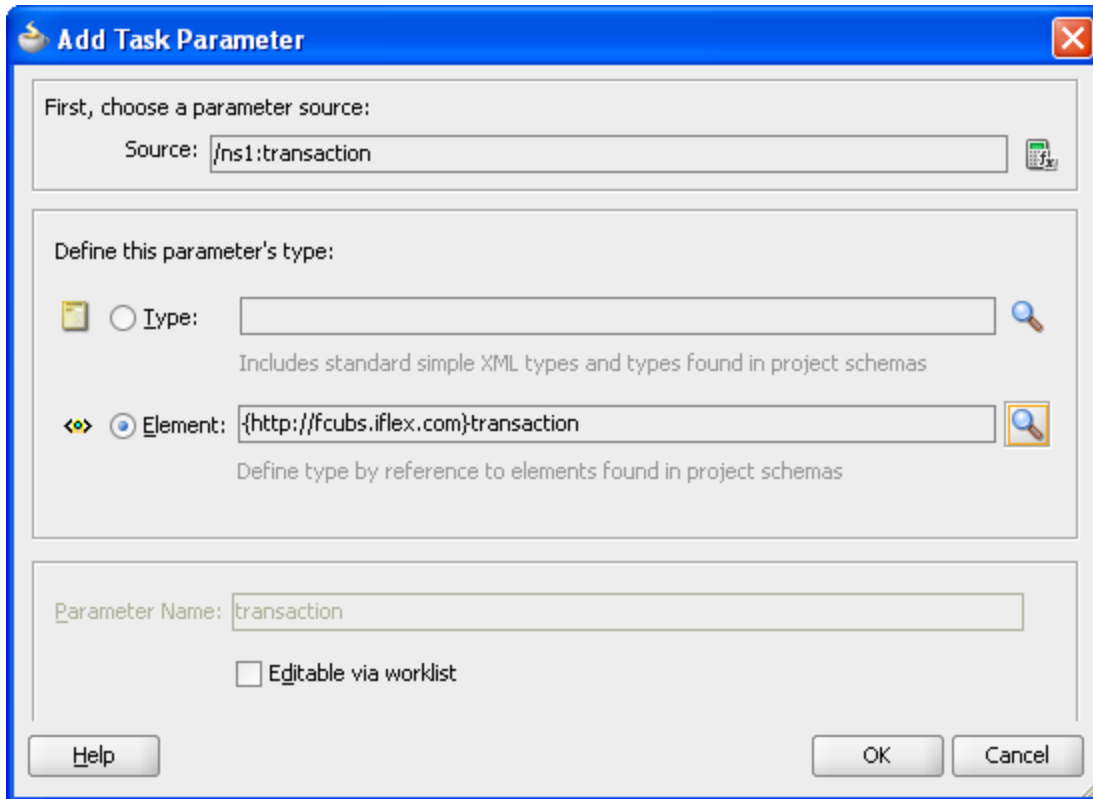 Add Task Parameter
First, choose a parameter source:
Source: /ns1:transaction
Define this parameter's type:
Type:
Includes standard simple XML types and types found in project schemas
Element: {http://fcubs.iflex.com}transaction
Define type by reference to elements found in project schemas
Parameter Name: transaction
Editable via worklist
Help OK Cancel